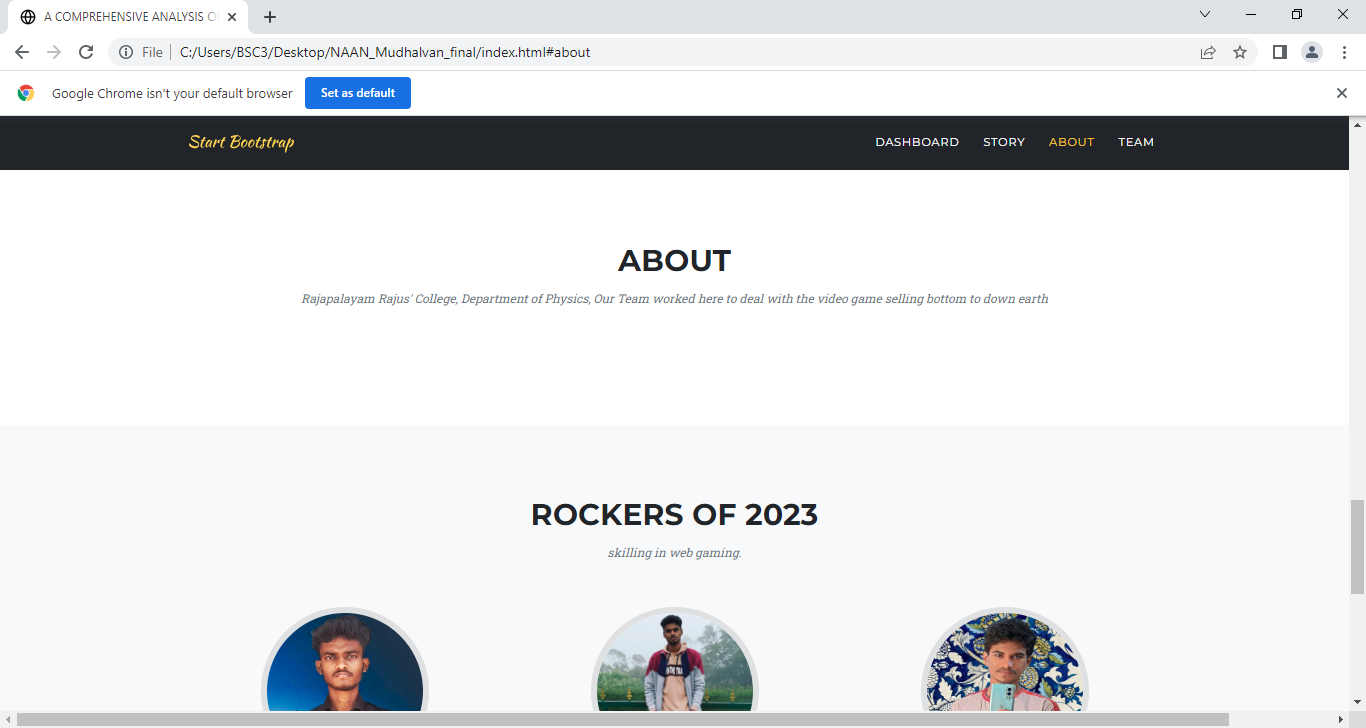 A COMPREHENSIVE ANALYSIS O
File
C:/Users/BSC3/Desktop/NAAN_Mudhalvan_final/index.html#about
Google Chrome isn't your default browser
Set as default
Start Bootstrap
DASHBOARD
STORY
ABOUT
TEAM
ABOUT
Rajapalayam Rajus' College, Department of Physics, Our Team worked here to deal with the video game selling bottom to down earth
ROCKERS OF 2023
skilling in web gaming.